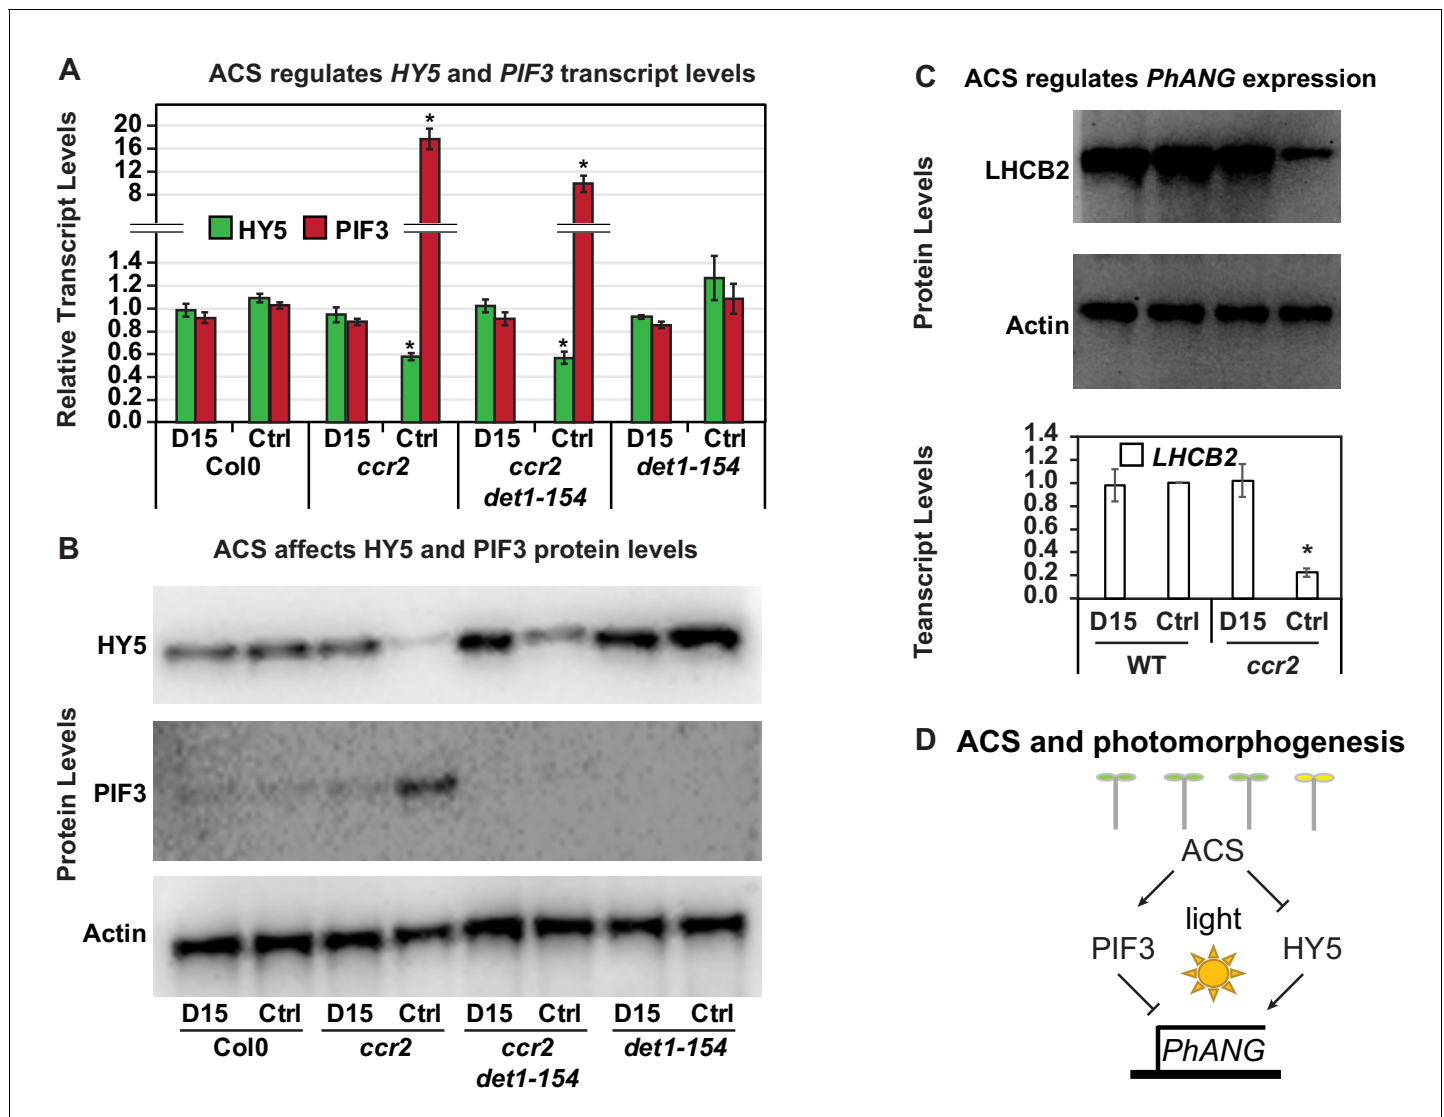 A
ACS regulates HY5 and PIF3 transcript levels
Relative Transcript Levels
20
16
12
8
HY5 PIF3
1.4
1.2
1.0
0.8
0.6
0.4
0.2
0.0
* * * *
D15 Ctrl D15 Ctrl D15 Ctrl D15 Ctrl
Col0 ccr2 ccr2 det1-154
det1-154
B
ACS affects HY5 and PIF3 protein levels
Protein Levels
HY5
PIF3
Actin
D15 Ctrl D15 Ctrl D15 Ctrl D15 Ctrl
Col0 ccr2 ccr2 det1-154
det1-154
C
ACS regulates PhANG expression
Protein Levels
LHCB2
Actin
Teanscript Levels
1.4
1.2
1.0
0.8
0.6
0.4
0.2
0.0
LHCB2
*
D15 Ctrl D15 Ctrl
WT ccr2
D
ACS and photomorphogenesis
ACS
light
PIF3 HY5
PhANG